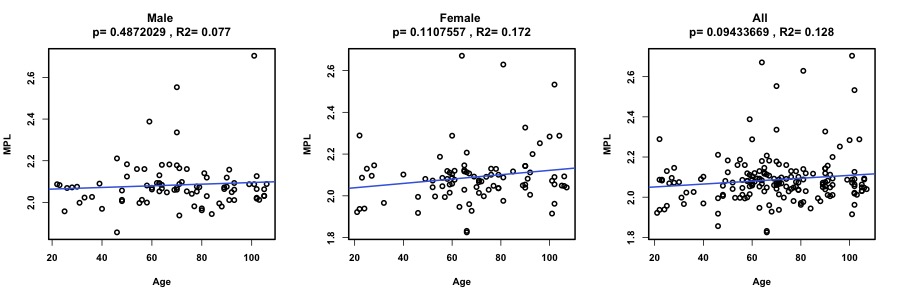 Male
p= 0.4872029 , R2= 0.077
MPL
2.6
2.4
2.2
2.0
20 40 60 80 100
Age
Female
p= 0.1107557 , R2= 0.172
MPL
2.6
2.4
2.2
2.0
1.8
20 40 60 80 100
Age
All
p= 0.09433669 , R2= 0.128
MPL
2.6
2.4
2.2
2.0
1.8
20 40 60 80 100
Age